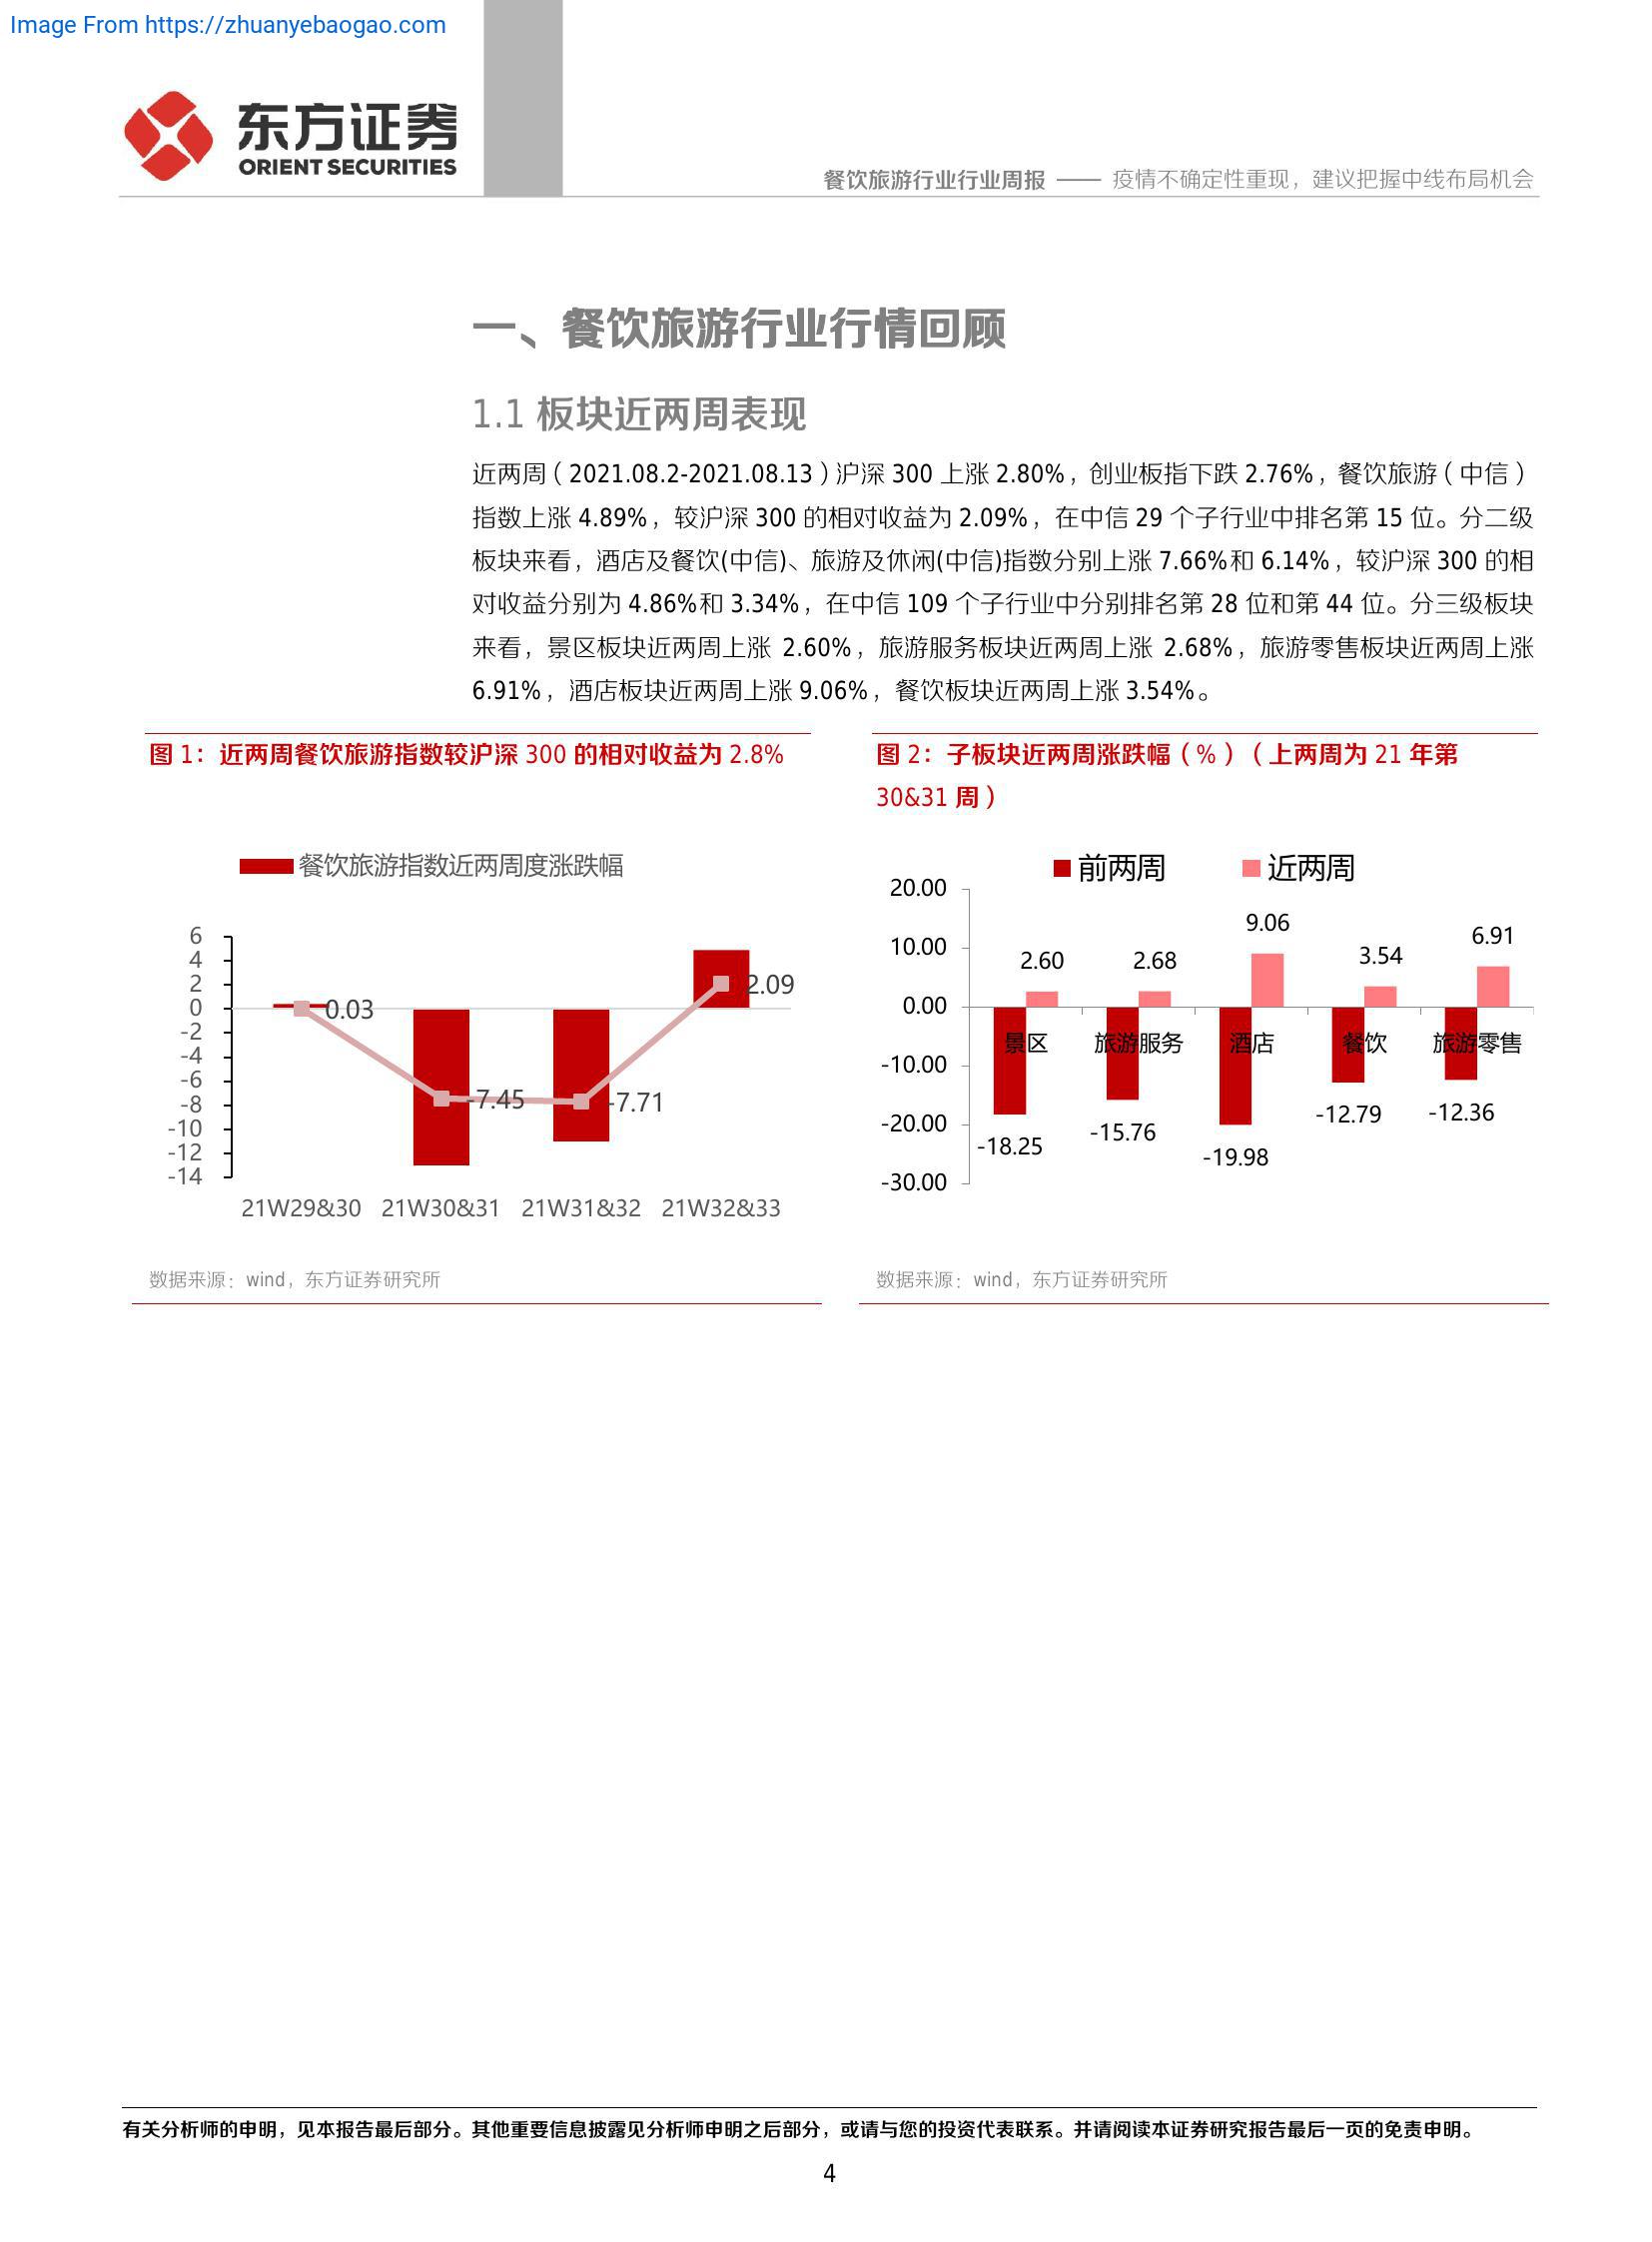 Image From https://zhuanyebaogao.com
东方证券
ORIENT SECURITIES
餐饮旅游行业行业周报 —— 疫情不确定性重现，建议把握中线布局机会
一、餐饮旅游行业行情回顾
1.1 板块近两周表现
近两周（2021.08.2-2021.08.13）沪深 300 上涨 2.80%，创业板指下跌 2.76%，餐饮旅游（中信）
指数上涨 4.89%，较沪深 300 的相对收益为 2.09%，在中信 29 个子行业中排名第 15 位。分二级
板块来看，酒店及餐饮(中信)、旅游及休闲(中信)指数分别上涨 7.66%和 6.14%，较沪深 300 的相
对收益分别为 4.86%和 3.34%，在中信 109 个子行业中分别排名第 28 位和第 44 位。分三级板块
来看，景区板块近两周上涨 2.60%，旅游服务板块近两周上涨 2.68%，旅游零售板块近两周上涨
6.91%，酒店板块近两周上涨 9.06%，餐饮板块近两周上涨 3.54%。
图 1：近两周餐饮旅游指数较沪深 300 的相对收益为 2.8%
餐饮旅游指数近两周度涨跌幅
6
4
2
0
-2
-4
-6
-8
-10
-12
-14
0.03
-7.45
-7.71
2.09
21W29&30 21W30&31 21W31&32 21W32&33
数据来源：wind，东方证券研究所
图 2：子板块近两周涨跌幅（%）（上两周为 21 年第
30&31 周）
前两周 近两周
20.00
10.00
0.00
-10.00
-20.00
-30.00
2.60 2.68 9.06 3.54 6.91
景区 旅游服务 酒店 餐饮 旅游零售
-18.25 -15.76 -19.98 -12.79 -12.36
数据来源：wind，东方证券研究所
有关分析师的申明，见本报告最后部分。其他重要信息披露见分析师申明之后部分，或请与您的投资代表联系。并请阅读本证券研究报告最后一页的免责申明。
4